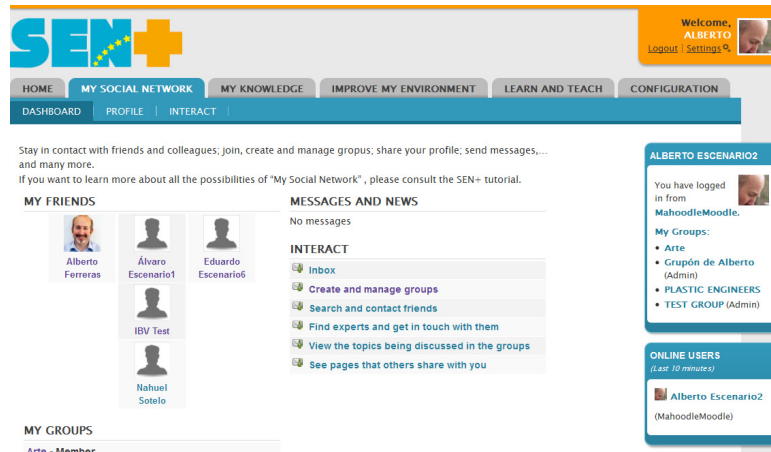 SEN+
Welcome,
ALBERTO
Logout | Settings
HOME
MY SOCIAL NETWORK
MY KNOWLEDGE
IMPROVE MY ENVIRONMENT
LEARN AND TEACH
CONFIGURATION
DASHBOARD | PROFILE | INTERACT |
Stay in contact with friends and colleagues; join, create and manage gropus; share your profile; send messages,...
and many more.
If you want to learn more about all the possibilities of "My Social Network" , please consult the SEN+ tutorial.
MY FRIENDS
Alberto
Ferreras
Álvaro
Escenario1
Eduardo
Escenario6
IBV Test
Nahuel
Sotelo
MY GROUPS
Arte - Member
MESSAGES AND NEWS
No messages
INTERACT
Inbox
Create and manage groups
Search and contact friends
Find experts and get in touch with them
View the topics being discussed in the groups
See pages that others share with you
ALBERTO ESCENARIO2
You have logged
in from
MahoodleMoodle.
My Groups:
• Arte
• Grupón de Alberto
(Admin)
• PLASTIC ENGINEERS
• TEST GROUP (Admin)
ONLINE USERS
(Last 10 minutes)
Alberto Escenario2
(MahoodleMoodle)